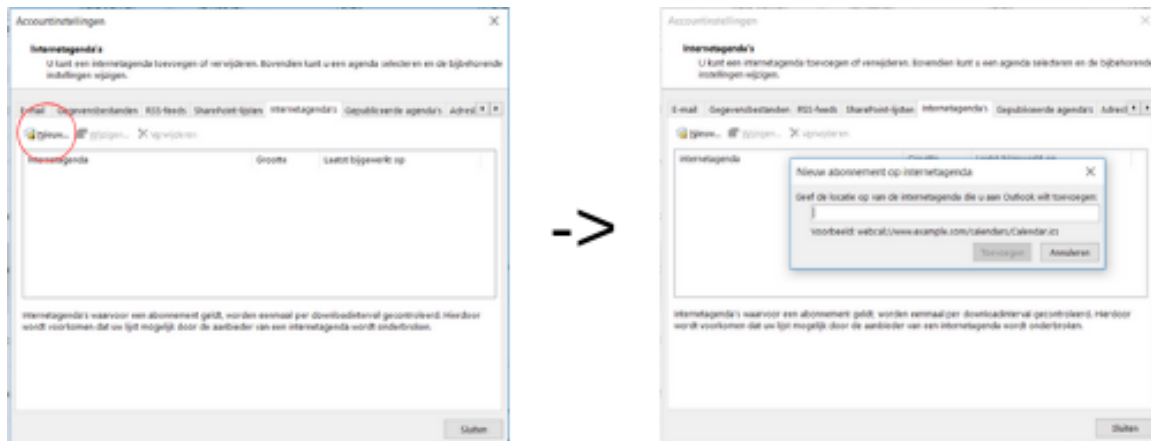 Accountinstellingen
Internetagenda's
U kunt een internetagenda toevoegen of verwijderen. Bovendien kunt u een agenda selecteren en de bijbehorende
instellingen wijzigen.
E-mail Gegevensbestanden RSS-feeds SharePoint-lijsten Internetagenda's Gepubliceerde agenda's Adresl
Nieuw... Wijzigen... Verwijderen
Internetagenda Grootte Laatst bijgewerkt op
Internetagenda's waarvoor een abonnement geldt, worden eenmaal per downloadinterval gecontroleerd. Hierdoor
wordt voorkomen dat uw lijst mogelijk door de aanbieder van een internetagenda wordt onderbroken.
Sluiten
->
Accountinstellingen
Internetagenda's
U kunt een internetagenda toevoegen of verwijderen. Bovendien kunt u een agenda selecteren en de bijbehorende
instellingen wijzigen.
E-mail Gegevensbestanden RSS-feeds SharePoint-lijsten Internetagenda's Gepubliceerde agenda's Adresl
Nieuw... Wijzigen... Verwijderen
Internetagenda
Nieuw abonnement op internetagenda
Geef de locatie op van de internetagenda die u aan Outlook wilt toevoegen:
Voorbeeld: webcal://www.example.com/calendars/Calendar.ics
Toevoegen Annuleren
Internetagenda's waarvoor een abonnement geldt, worden eenmaal per downloadinterval gecontroleerd. Hierdoor
wordt voorkomen dat uw lijst mogelijk door de aanbieder van een internetagenda wordt onderbroken.
Sluiten